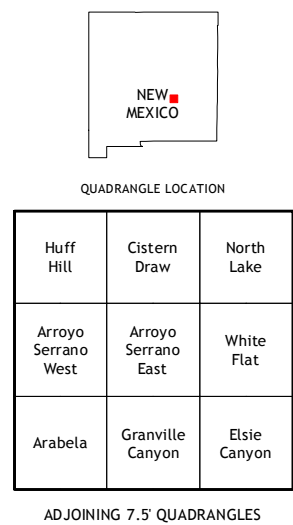 NEW
MEXICO
QUADRANGLE LOCATION
Huff
Hill
Cistern
Draw
North
Lake
Arroyo
Serrano
West
Arroyo
Serrano
East
White
Flat
Arabela
Granville
Canyon
Elsie
Canyon
ADJOINING 7.5' QUADRANGLES